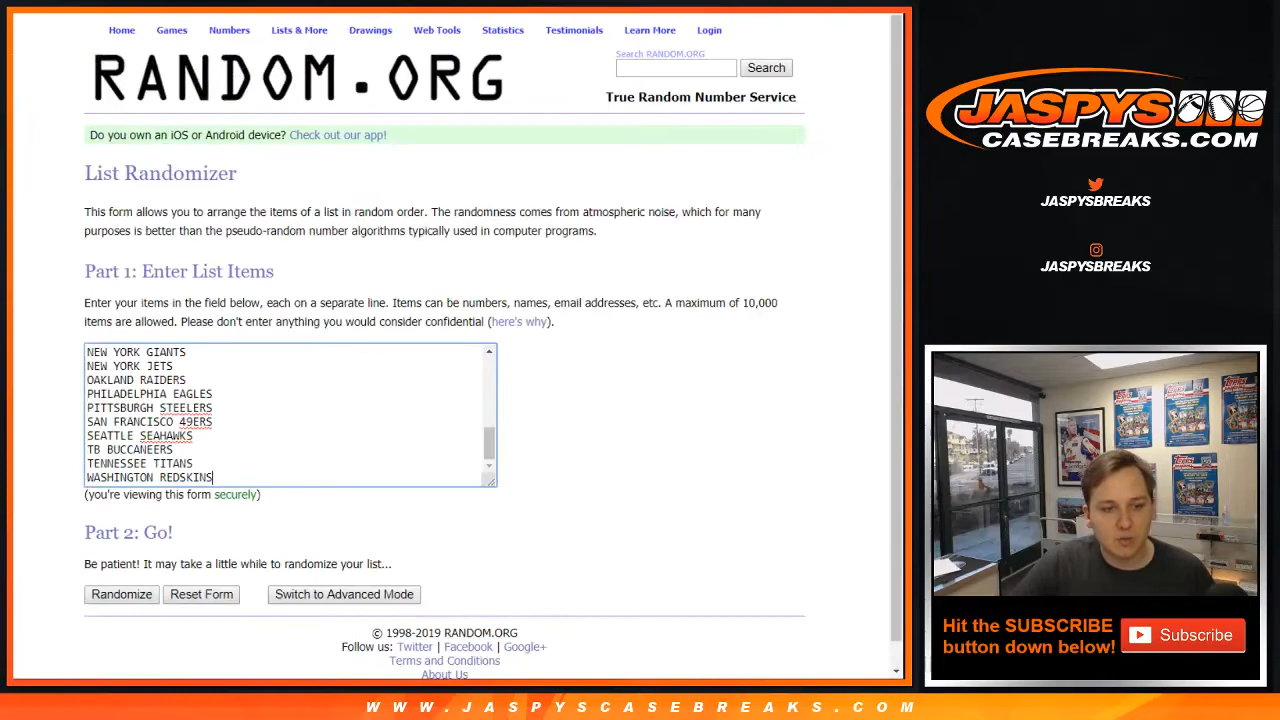 Home Games Numbers Lists & More Drawings Web Tools Statistics Testimonials Learn More Login
RANDOM.ORG
Search RANDOM.ORG
Search
True Random Number Service
Do you own an iOS or Android device? Check out our app!
List Randomizer
This form allows you to arrange the items of a list in random order. The randomness comes from atmospheric noise, which for many
purposes is better than the pseudo-random number algorithms typically used in computer programs.
Part 1: Enter List Items
Enter your items in the field below, each on a separate line. Items can be numbers, names, email addresses, etc. A maximum of 10,000
items are allowed. Please don't enter anything you would consider confidential (here's why).
NEW YORK GIANTS
NEW YORK JETS
OAKLAND RAIDERS
PHILADELPHIA EAGLES
PITTSBURGH STEELERS
SAN FRANCISCO 49ERS
SEATTLE SEAHAWKS
TB BUCCANEERS
TENNESSEE TITANS
WASHINGTON REDSKINS
(you're viewing this form securely)
Part 2: Go!
Be patient! It may take a little while to randomize your list...
Randomize Reset Form Switch to Advanced Mode
© 1998-2019 RANDOM.ORG
Follow us: Twitter | Facebook | Google+
Terms and Conditions
About Us
JASPYS
CASEBREAKS.COM
JASPYSBREAKS
JASPYSBREAKS
Topps
Topps
Topps
Hit the SUBSCRIBE
button down below!
Subscribe
WWW.JASPYSCASEBREAKS.COM